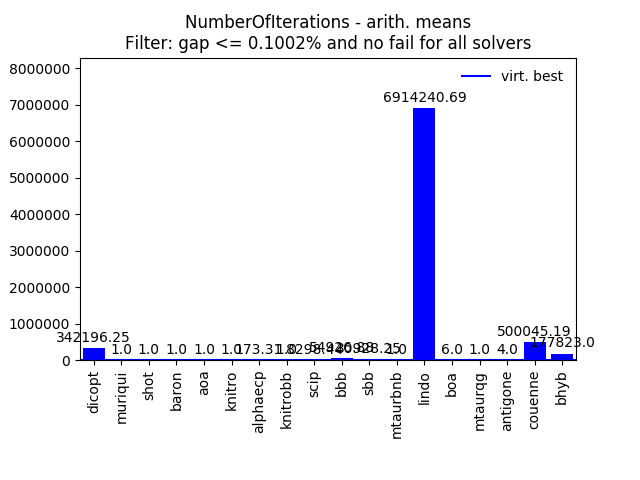 NumberOfIterations - arith. means
Filter: gap <= 0.1002% and no fail for all solvers
virt. best
8000000
7000000
6000000
5000000
4000000
3000000
2000000
1000000
0
342196.25
1.0
1.0
1.0
1.0
1.0
173.31
1.0
6914240.69
6.0
1.0
4.0
500045.19
177823.0
dicopt
muriqui
shot
baron
aoa
knitro
alphaecp
knitrobb
scip
bbb
sbb
mtaurbnb
lindo
boa
mtaurqg
antigone
couenne
bhyb